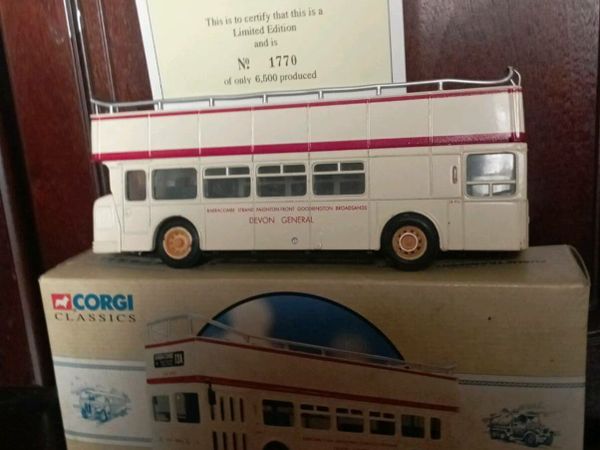 This is to certify that this is a
Limited Edition
and is
No 1770
of only 6,500 produced
BABBACOMBE STRAND PAIGNTON FRONT GOODRINGTON BROADSANDS
DEVON GENERAL
CORGI
CLASSICS